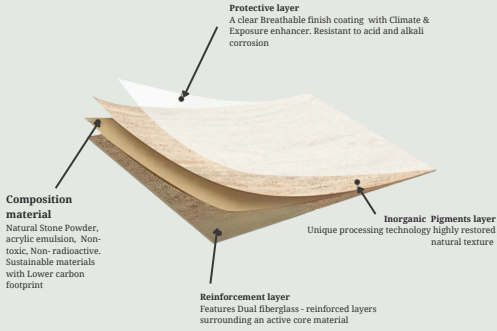 Protective layer
A clear Breathable finish coating with Climate &
Exposure enhancer. Resistant to acid and alkali
corrosion
Composition
material
Natural Stone Powder,
acrylic emulsion, Non-
toxic, Non- radioactive.
Sustainable materials
with Lower carbon
footprint
Inorganic Pigments layer
Unique processing technology highly restored
natural texture
Reinforcement layer
Features Dual fiberglass - reinforced layers
surrounding an active core material